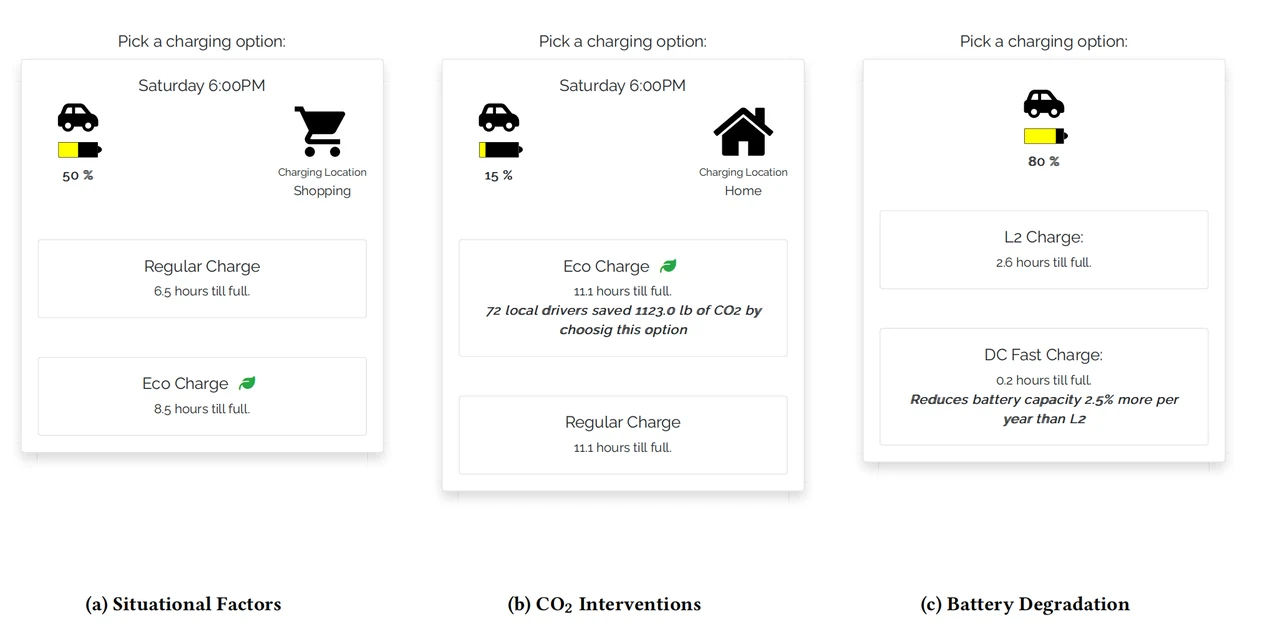 Pick a charging option:
Saturday 6:00PM
50 %
Charging Location
Shopping
Regular Charge
6.5 hours till full.
Eco Charge
8.5 hours till full.
(a) Situational Factors
Pick a charging option:
Saturday 6:00PM
15 %
Charging Location
Home
Eco Charge
11.1 hours till full.
72 local drivers saved 1123.0 lb of CO2 by
choosig this option
Regular Charge
11.1 hours till full.
(b) CO₂ Interventions
Pick a charging option:
80 %
L2 Charge:
2.6 hours till full.
DC Fast Charge:
0.2 hours till full.
Reduces battery capacity 2.5% more per
year than L2
(c) Battery Degradation